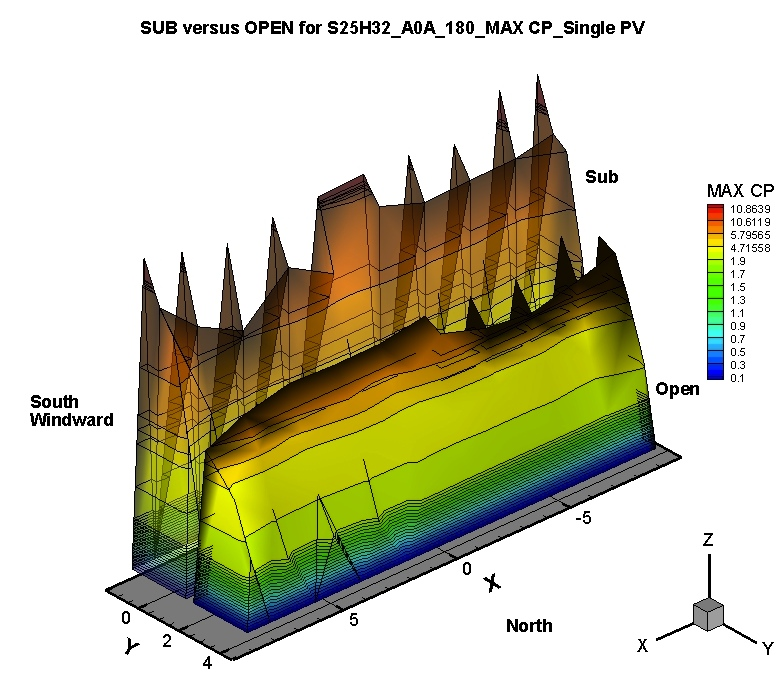 SUB versus OPEN for S25H32_A0A_180_MAX CP_Single PV
Sub
MAX CP
10.8639
10.6119
5.79565
4.71558
1.9
1.7
1.5
1.3
1.1
0.9
0.7
0.5
0.3
0.1
South
Windward
Open
-5
0
X
5
North
0
2
4
Y
Z
X
Y